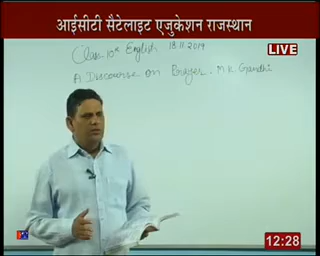 आईसीटी सैटेलाइट एजुकेशन राजस्थान
LIVE
Class 10th English 18.11.2019
A Discourse on Prayer - M K Gandhi
12:28